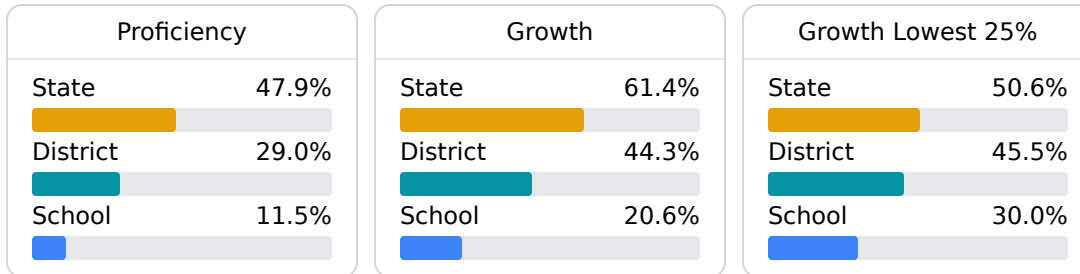 Proficiency
State 47.9%
District 29.0%
School 11.5%
Growth
State 61.4%
District 44.3%
School 20.6%
Growth Lowest 25%
State 50.6%
District 45.5%
School 30.0%